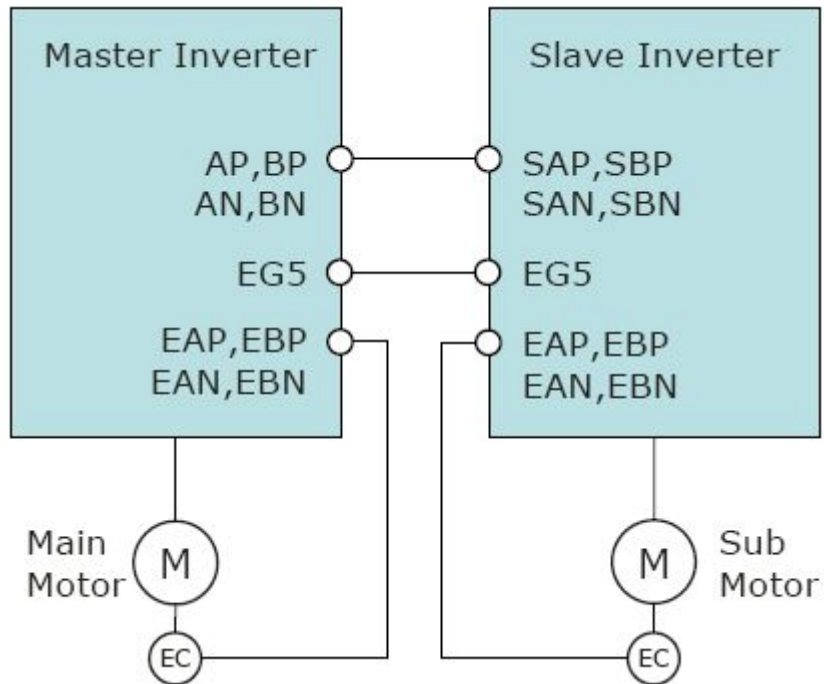 Master Inverter
AP,BP
AN,BN
EG5
EAP,EBP
EAN,EBN
Slave Inverter
SAP,SBP
SAN,SBN
EG5
EAP,EBP
EAN,EBN
Main
Motor
M
EC
M
Sub
Motor
EC